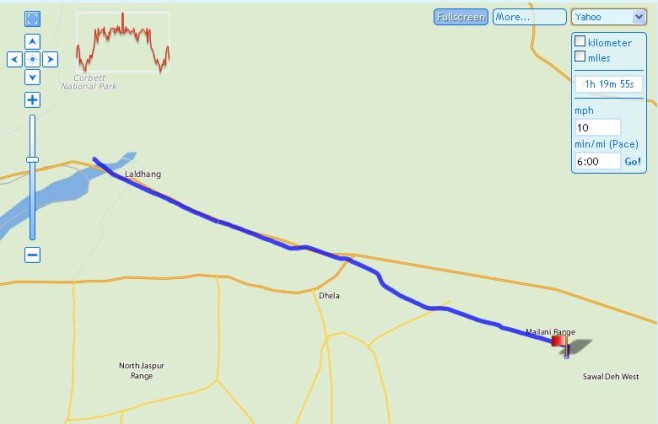 Fullscreen
More...
Yahoo
kilometer
miles
1h 19m 55s
mph
10
min/mi (Pace)
6:00 Go!
Corbett
National Park
Laldhang
Dhela
Mailani Range
North Jaspur
Range
Sawal Deh West